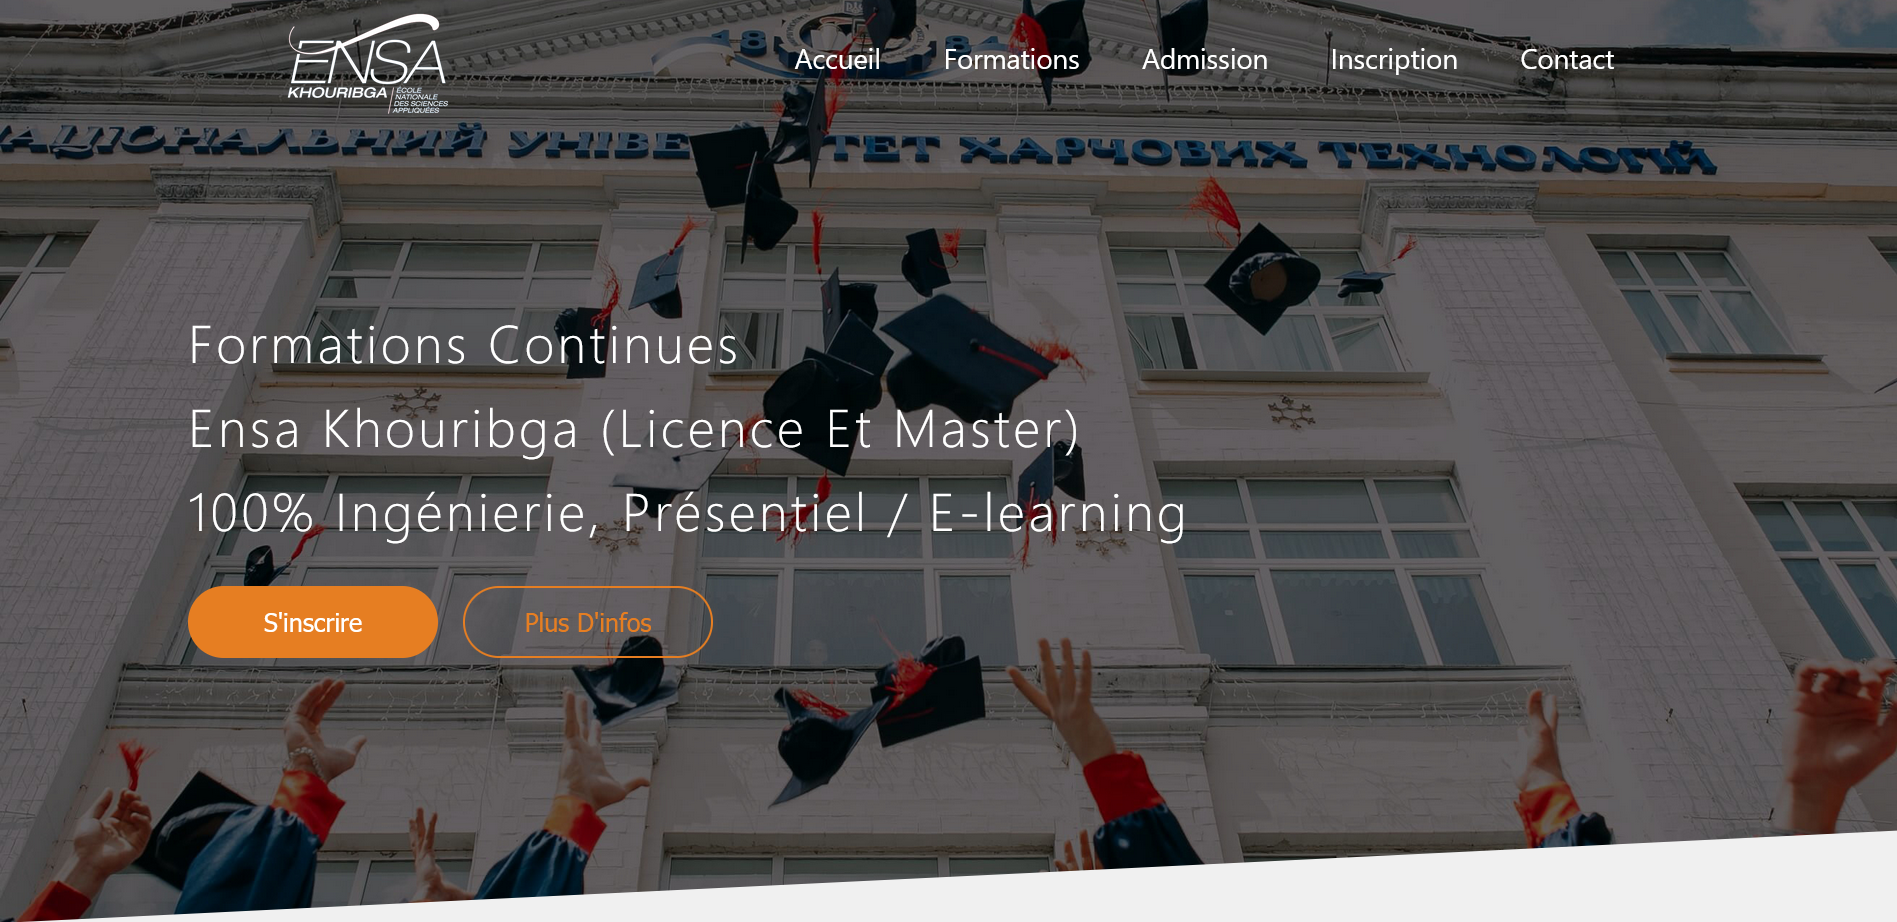 ENSA
KHOURIBGA
ÉCOLE
NATIONALE
DES SCIENCES
APPLIQUÉES
Accueil
Formations
Admission
Inscription
Contact
НАЦІОНАЛЬНИЙ УНІВЕ ТЕТ ХАРЧОВИХ ТЕХНОЛОГІЙ
Formations Continues
Ensa Khouribga (Licence Et Master)
100% Ingénierie, Présentiel / E-learning
S'inscrire
Plus D'infos